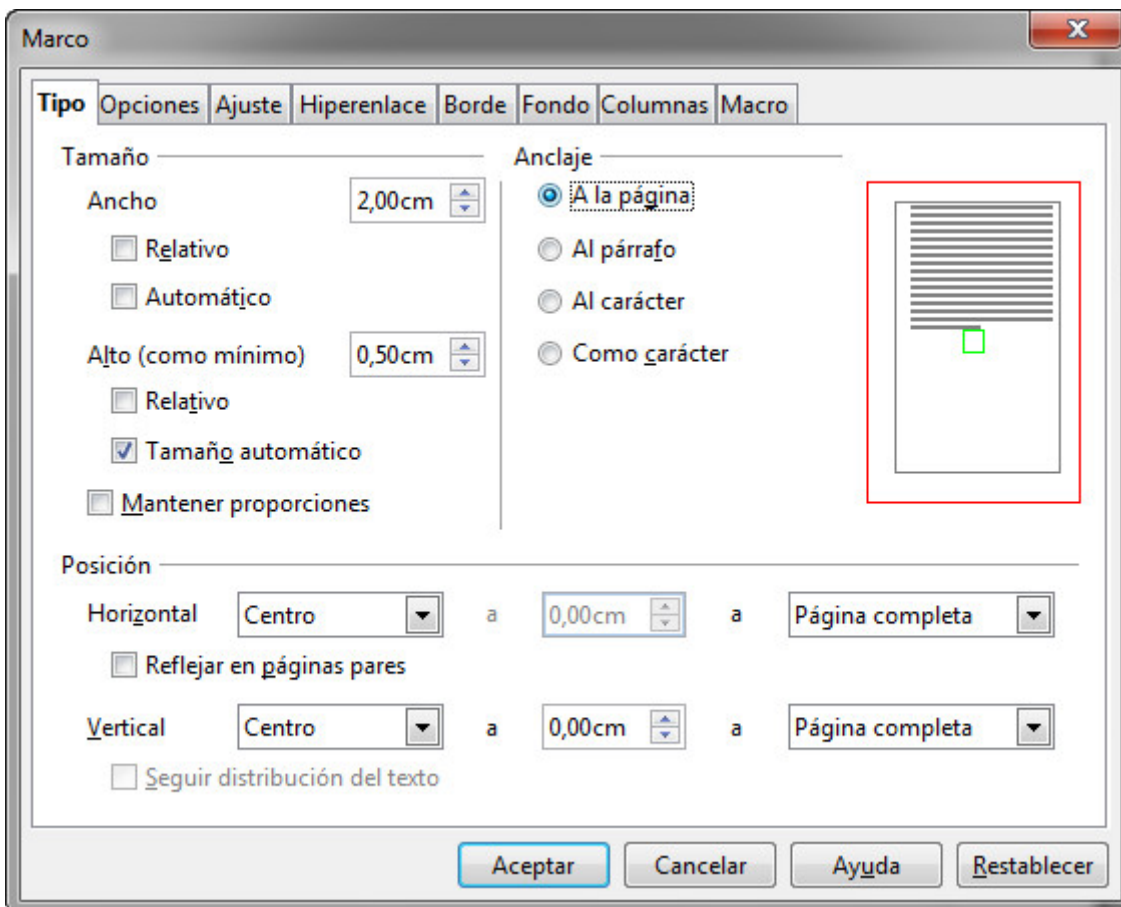 Marco
Tipo Opciones Ajuste Hiperenlace Borde Fondo Columnas Macro
Tamaño
Ancho 2,00cm
Relativo
Automático
Alto (como mínimo) 0,50cm
Relativo
Tamaño automático
Mantener proporciones
Anclaje
A la página
Al párrafo
Al carácter
Como carácter
Posición
Horizontal Centro a 0,00cm a Página completa
Reflejar en páginas pares
Vertical Centro a 0,00cm a Página completa
Seguir distribución del texto
Aceptar Cancelar Ayuda Restablecer